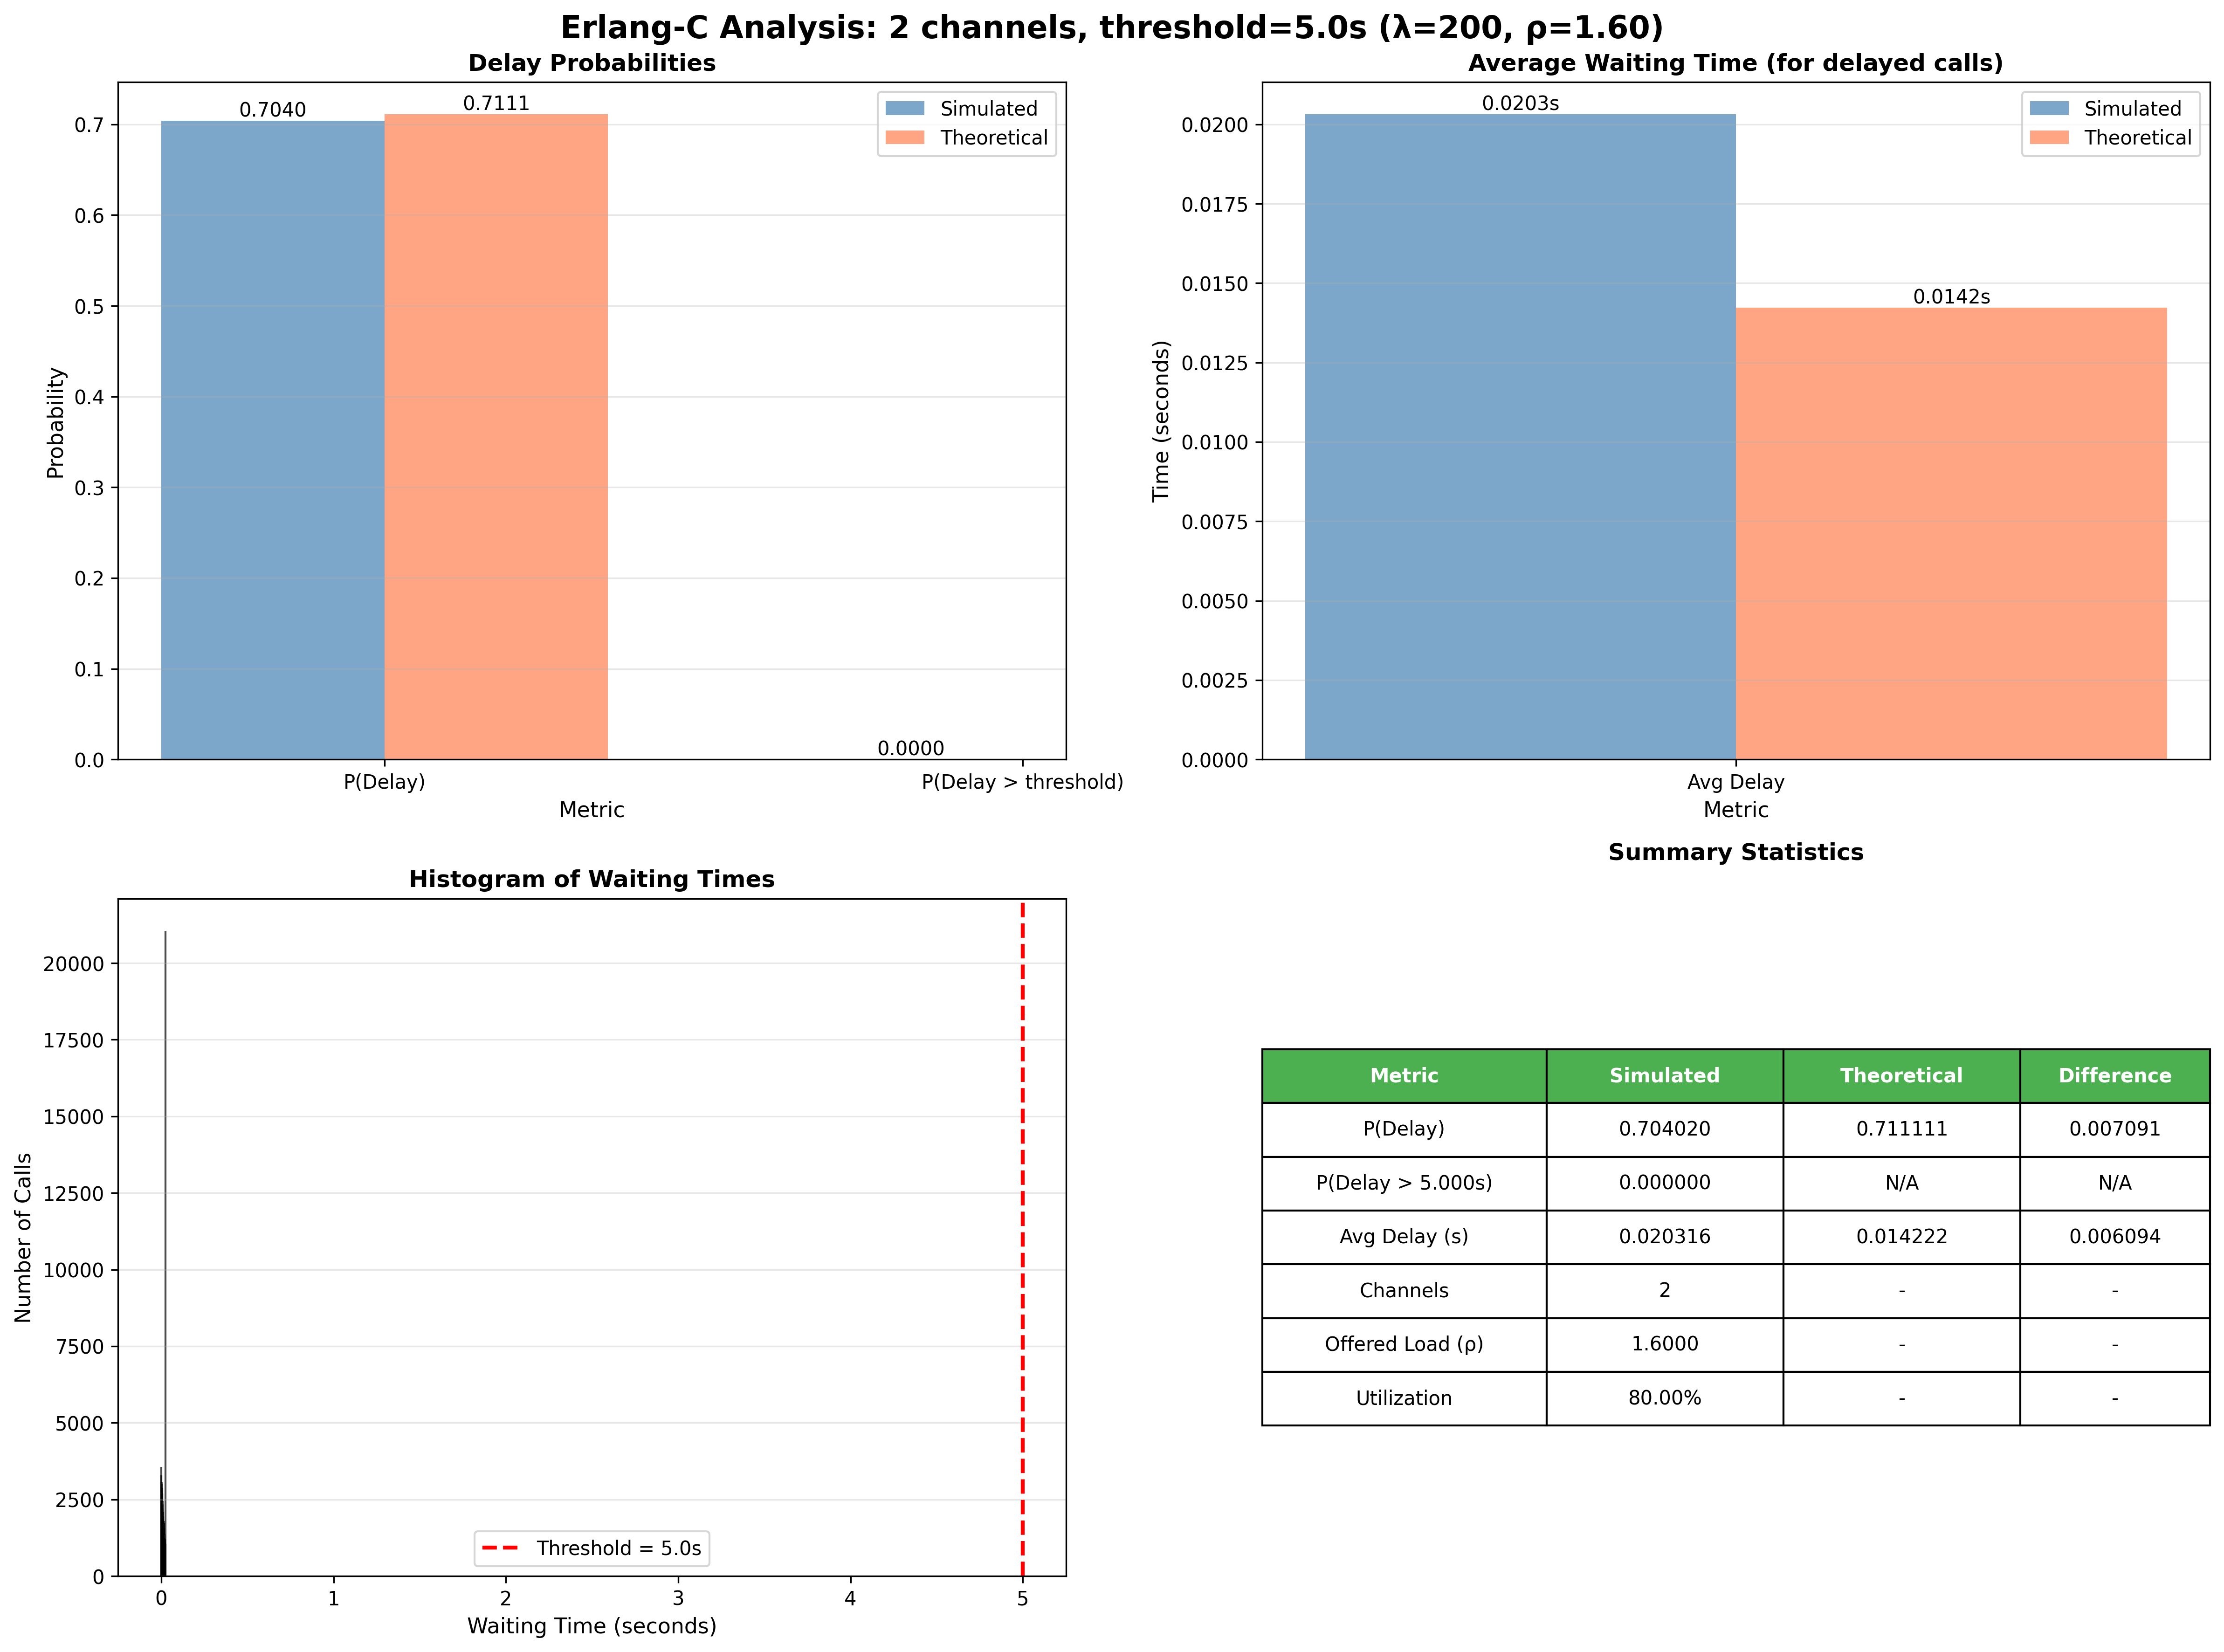 Erlang-C Analysis: 2 channels, threshold=5.0s (λ=200, ρ=1.60)
Delay Probabilities
0.7040
0.7111
0.0000
Simulated
Theoretical
0.7
0.6
0.5
0.4
0.3
0.2
0.1
0.0
Probability
P(Delay)
P(Delay > threshold)
Metric
Average Waiting Time (for delayed calls)
0.0203s
0.0142s
Simulated
Theoretical
0.0200
0.0175
0.0150
0.0125
0.0100
0.0075
0.0050
0.0025
0.0000
Time (seconds)
Avg Delay
Metric
Histogram of Waiting Times
20000
17500
15000
12500
10000
7500
5000
2500
0
Number of Calls
Threshold = 5.0s
0 1 2 3 4 5
Waiting Time (seconds)
Summary Statistics
Metric Simulated Theoretical Difference
P(Delay) 0.704020 0.711111 0.007091
P(Delay > 5.000s) 0.000000 N/A N/A
Avg Delay (s) 0.020316 0.014222 0.006094
Channels 2 - -
Offered Load (ρ) 1.6000 - -
Utilization 80.00% - -